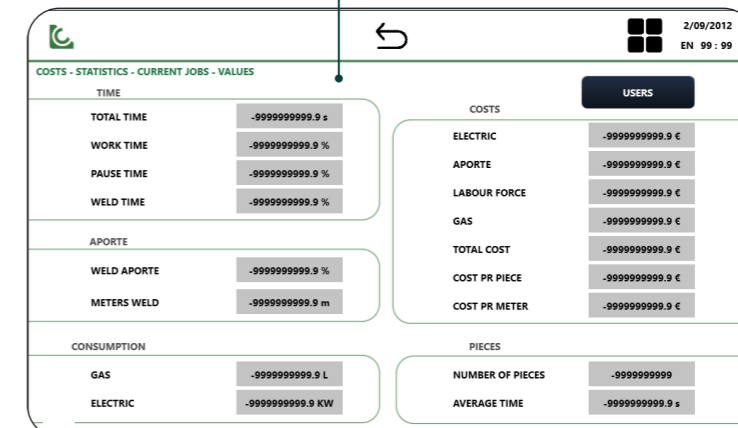 2/09/2012
EN 99 : 99
COSTS - STATISTICS - CURRENT JOBS - VALUES
USERS
TIME
TOTAL TIME -9999999999.9 s
WORK TIME -9999999999.9 %
PAUSE TIME -9999999999.9 %
WELD TIME -9999999999.9 %
APORTE
WELD APORTE -9999999999.9 %
METERS WELD -9999999999.9 m
CONSUMPTION
GAS -9999999999.9 L
ELECTRIC -9999999999.9 KW
COSTS
ELECTRIC -9999999999.9 €
APORTE -9999999999.9 €
LABOUR FORCE -9999999999.9 €
GAS -9999999999.9 €
TOTAL COST -9999999999.9 €
COST PR PIECE -9999999999.9 €
COST PR METER -9999999999.9 €
PIECES
NUMBER OF PIECES -9999999999
AVERAGE TIME -9999999999.9 s